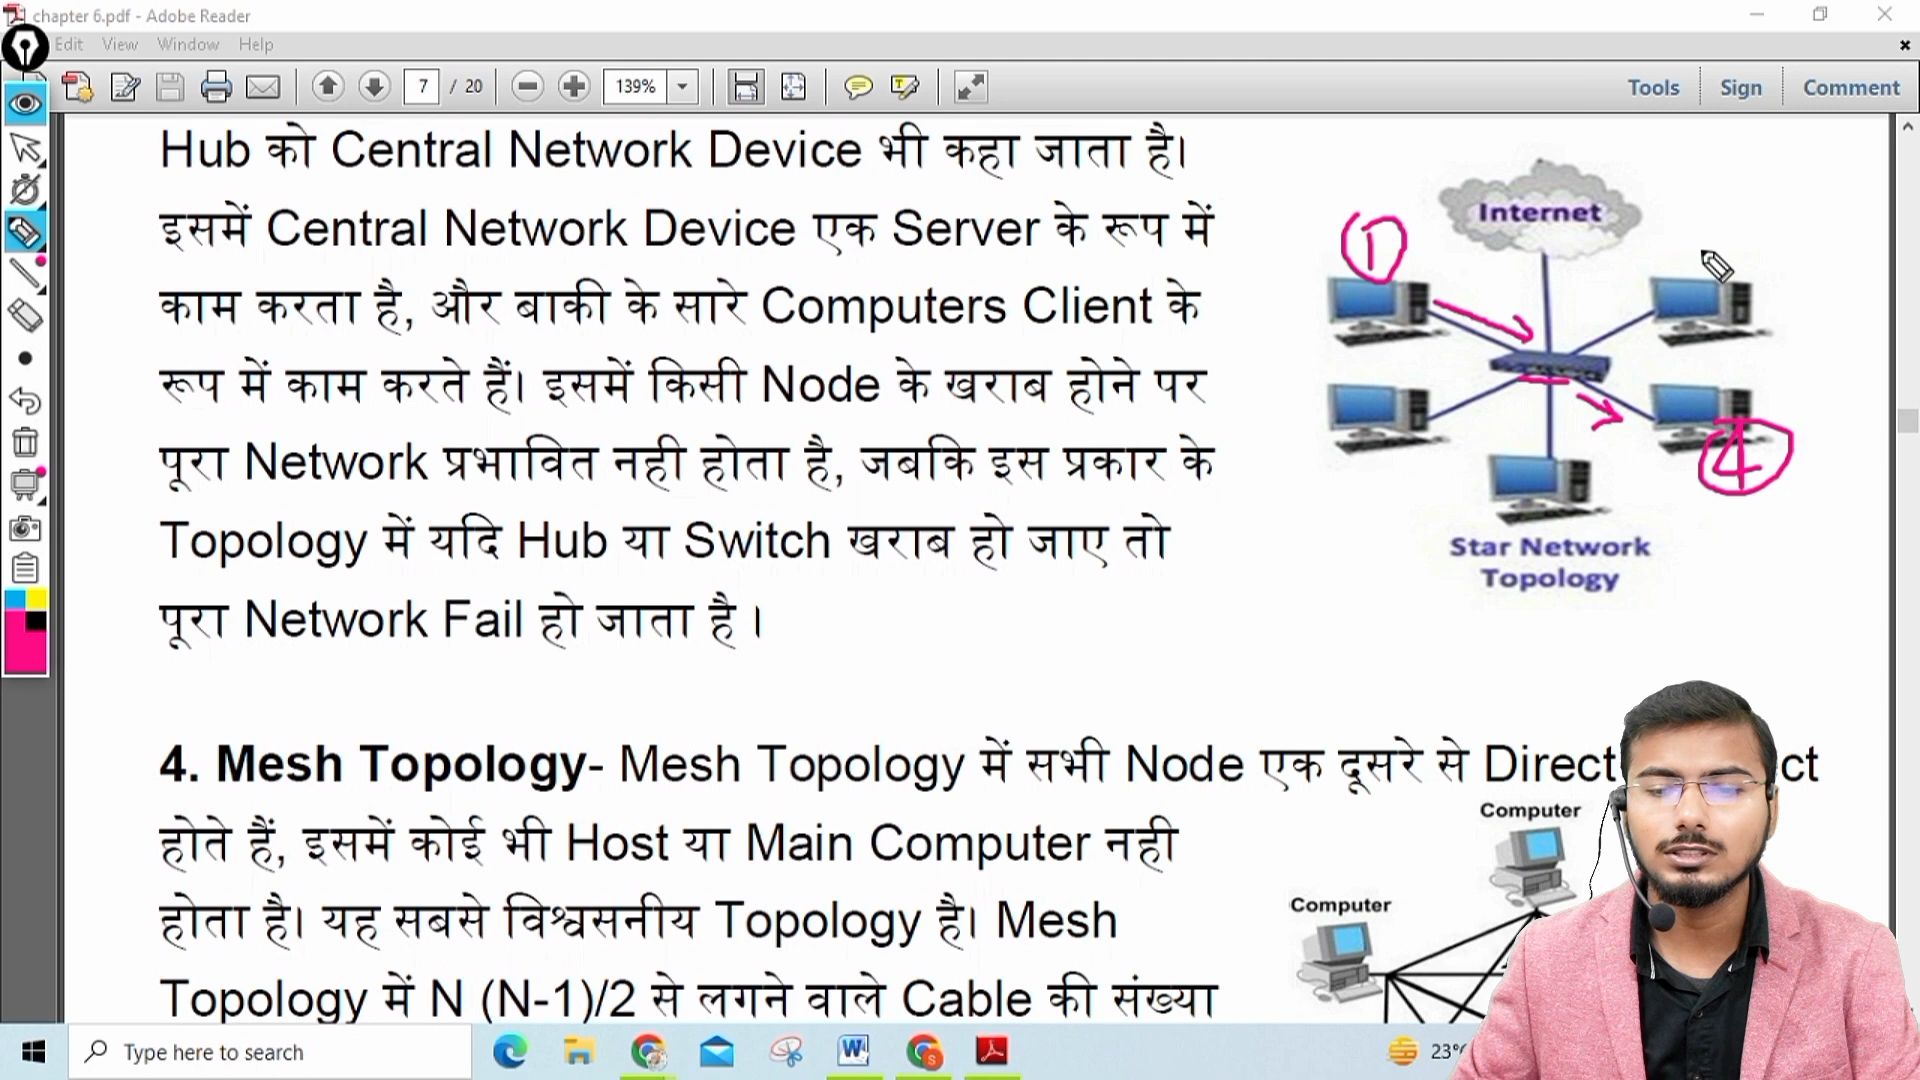 chapter 6.pdf - Adobe Reader
Edit View Window Help
7 / 20 139% Tools Sign Comment
Hub को Central Network Device भी कहा जाता है।
इसमें Central Network Device एक Server के रूप में
काम करता है, और बाकी के सारे Computers Client के
रूप में काम करते हैं। इसमें किसी Node के खराब होने पर
पूरा Network प्रभावित नही होता है, जबकि इस प्रकार के
Topology में यदि Hub या Switch खराब हो जाए तो
पूरा Network Fail हो जाता है ।
Internet
1
4
Star Network
Topology
4. Mesh Topology- Mesh Topology में सभी Node एक दूसरे से Direct ct
होते हैं, इसमें कोई भी Host या Main Computer नही
होता है। यह सबसे विश्वसनीय Topology है। Mesh
Topology में N (N-1)/2 से लगने वाले Cable की संख्या
Computer
Computer
Type here to search
23°